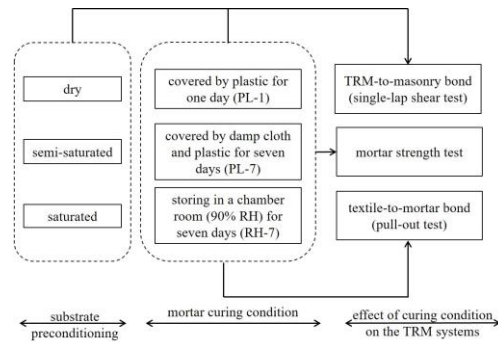 dry
semi-saturated
saturated
covered by plastic for
one day (PL-1)
covered by damp cloth
and plastic for seven
days (PL-7)
storing in a chamber
room (90% RH) for
seven days (RH-7)
TRM-to-masonry bond
(single-lap shear test)
mortar strength test
textile-to-mortar bond
(pull-out test)
substrate
preconditioning
mortar curing condition
effect of curing condition
on the TRM systems